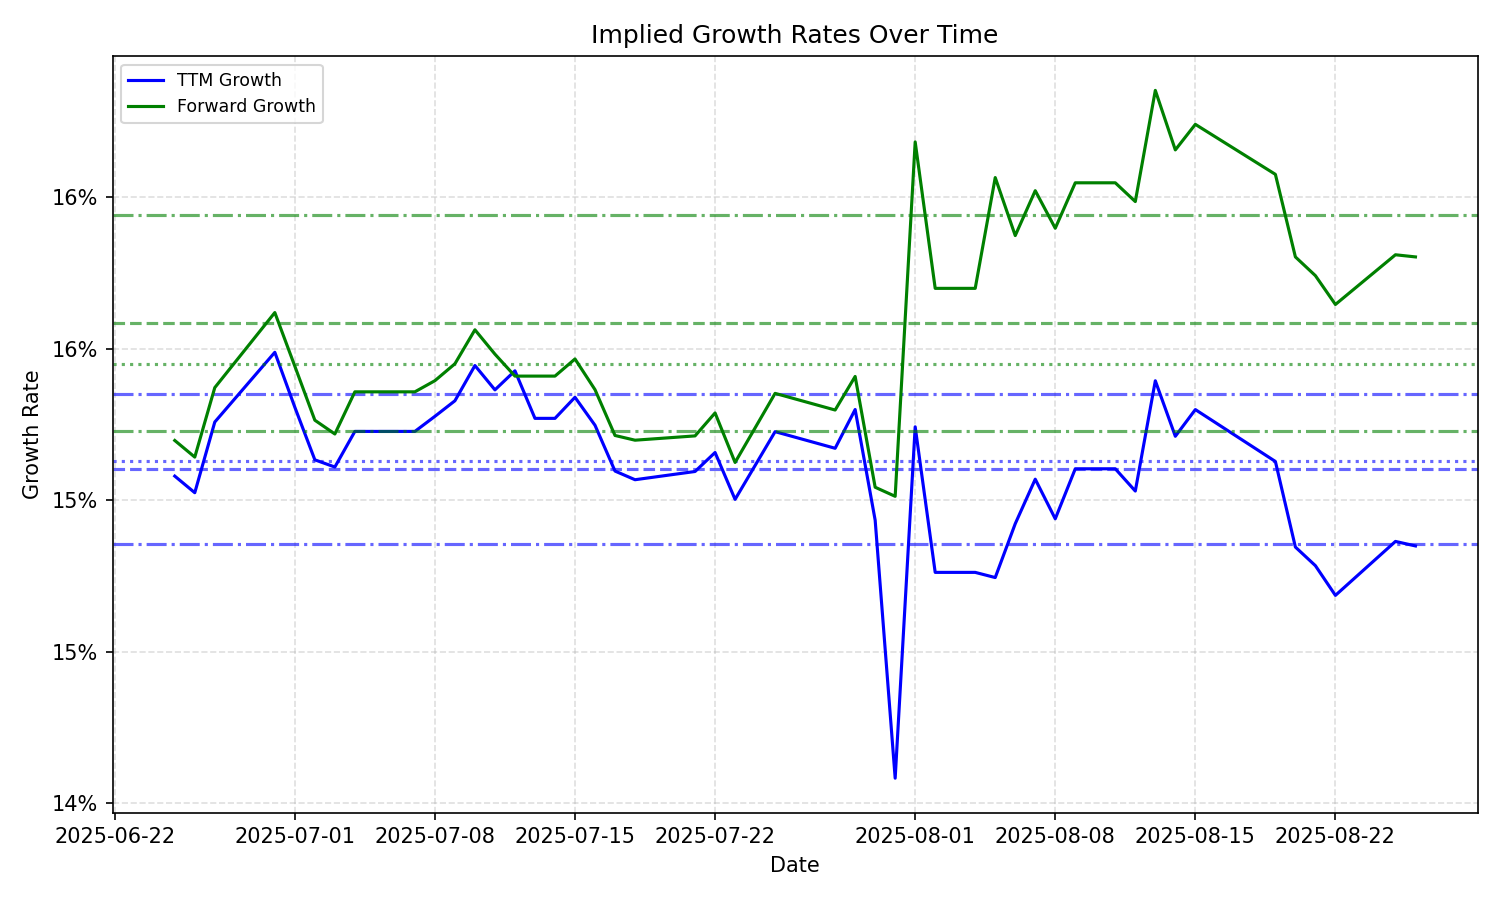 Implied Growth Rates Over Time
TTM Growth
Forward Growth
Growth Rate
16%
16%
15%
15%
14%
2025-06-22
2025-07-01
2025-07-08
2025-07-15
2025-07-22
2025-08-01
2025-08-08
2025-08-15
2025-08-22
Date